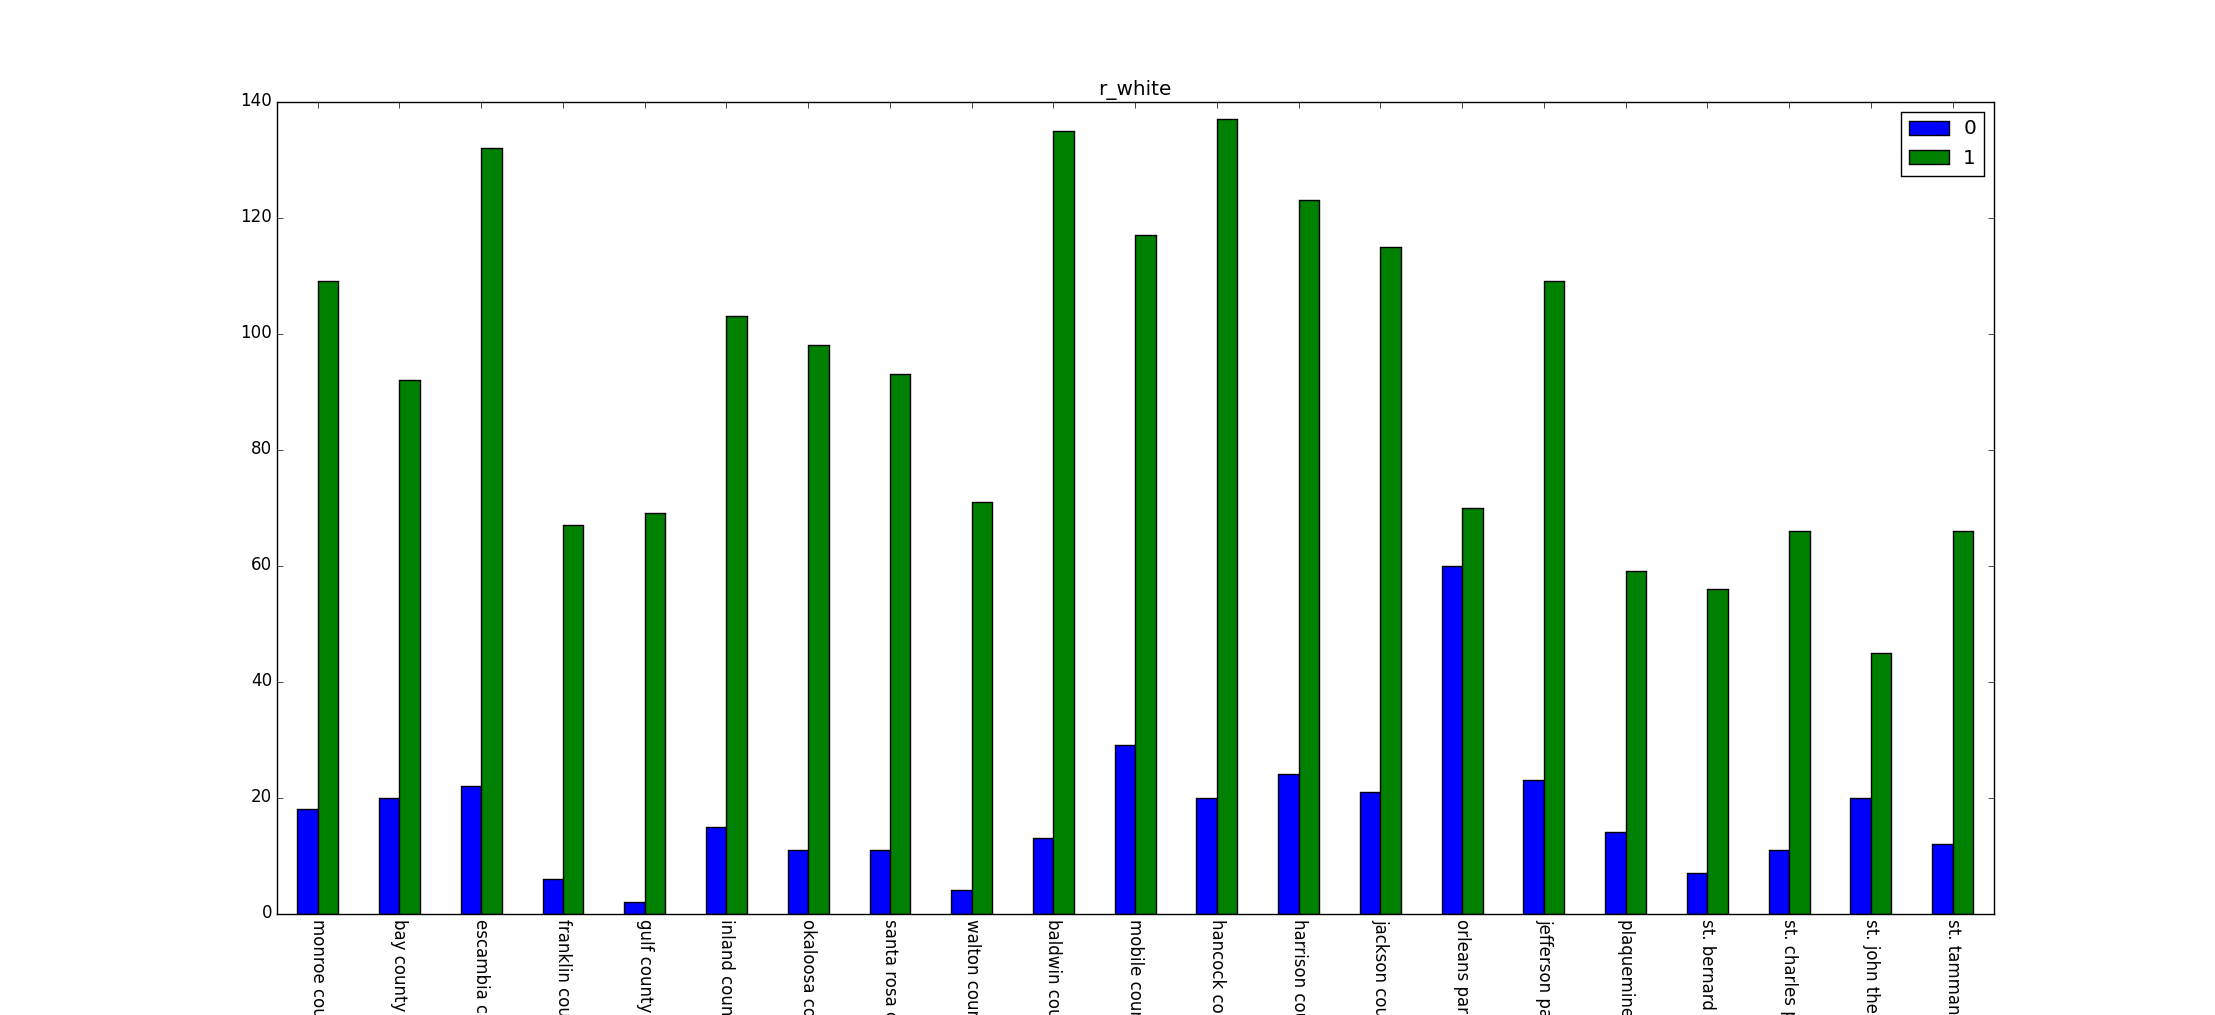 r_white
140
120
100
80
60
40
20
0
0
1
monroe cou
bay county
escambia c
franklin cou
gulf county
inland coun
okaloosa co
santa rosa c
walton coun
baldwin cou
mobile coun
hancock co
harrison cou
jackson cou
orleans par
jefferson pa
plaquemine
st. bernard
st. charles p
st. john the
st. tamman